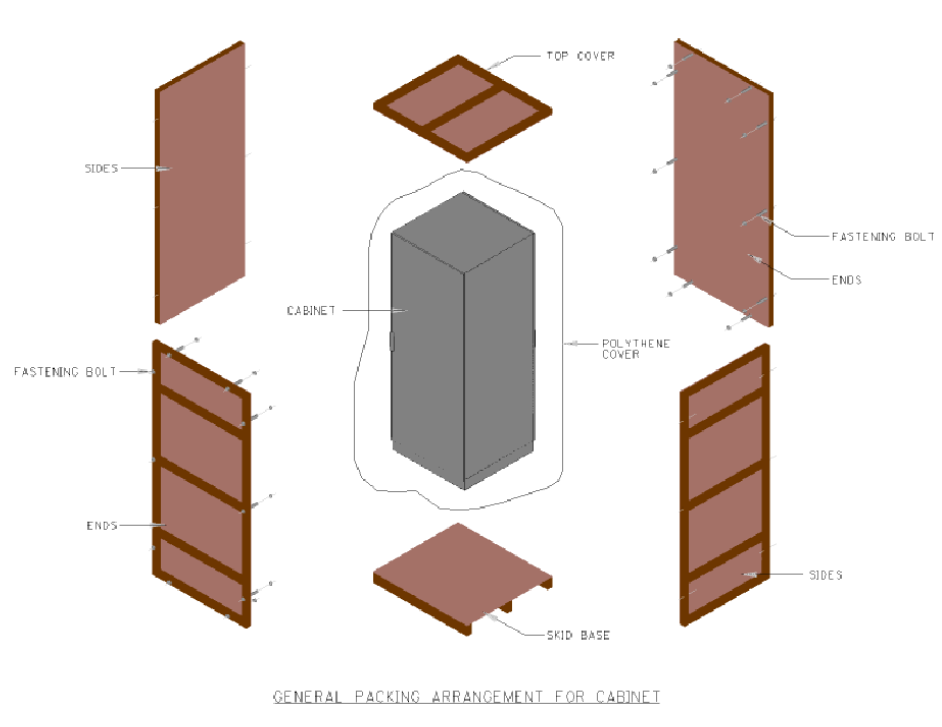 TOP COVER
SIDES
FASTENING BOLT
ENDS
CABINET
POLYTHENE
COVER
FASTENING BOLT
ENDS
SIDES
SKID BASE
GENERAL PACKING ARRANGEMENT FOR CABINET